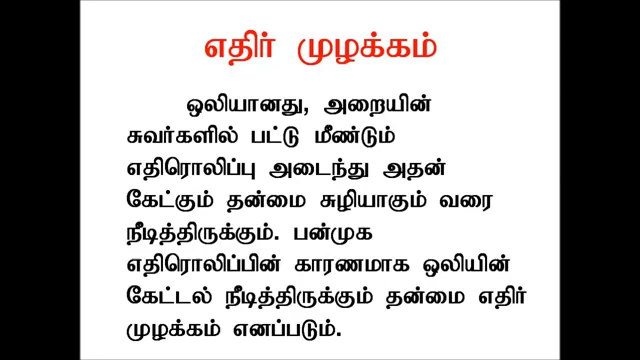 எதிர் முழக்கம்
ஒலியானது, அறையின்
சுவர்களில் பட்டு மீண்டும்
எதிரொலிப்பு அடைந்து அதன்
கேட்கும் தன்மை சுழியாகும் வரை
நீடித்திருக்கும். பன்முக
எதிரொலிப்பின் காரணமாக ஒலியின்
கேட்டல் நீடித்திருக்கும் தன்மை எதிர்
முழக்கம் எனப்படும்.